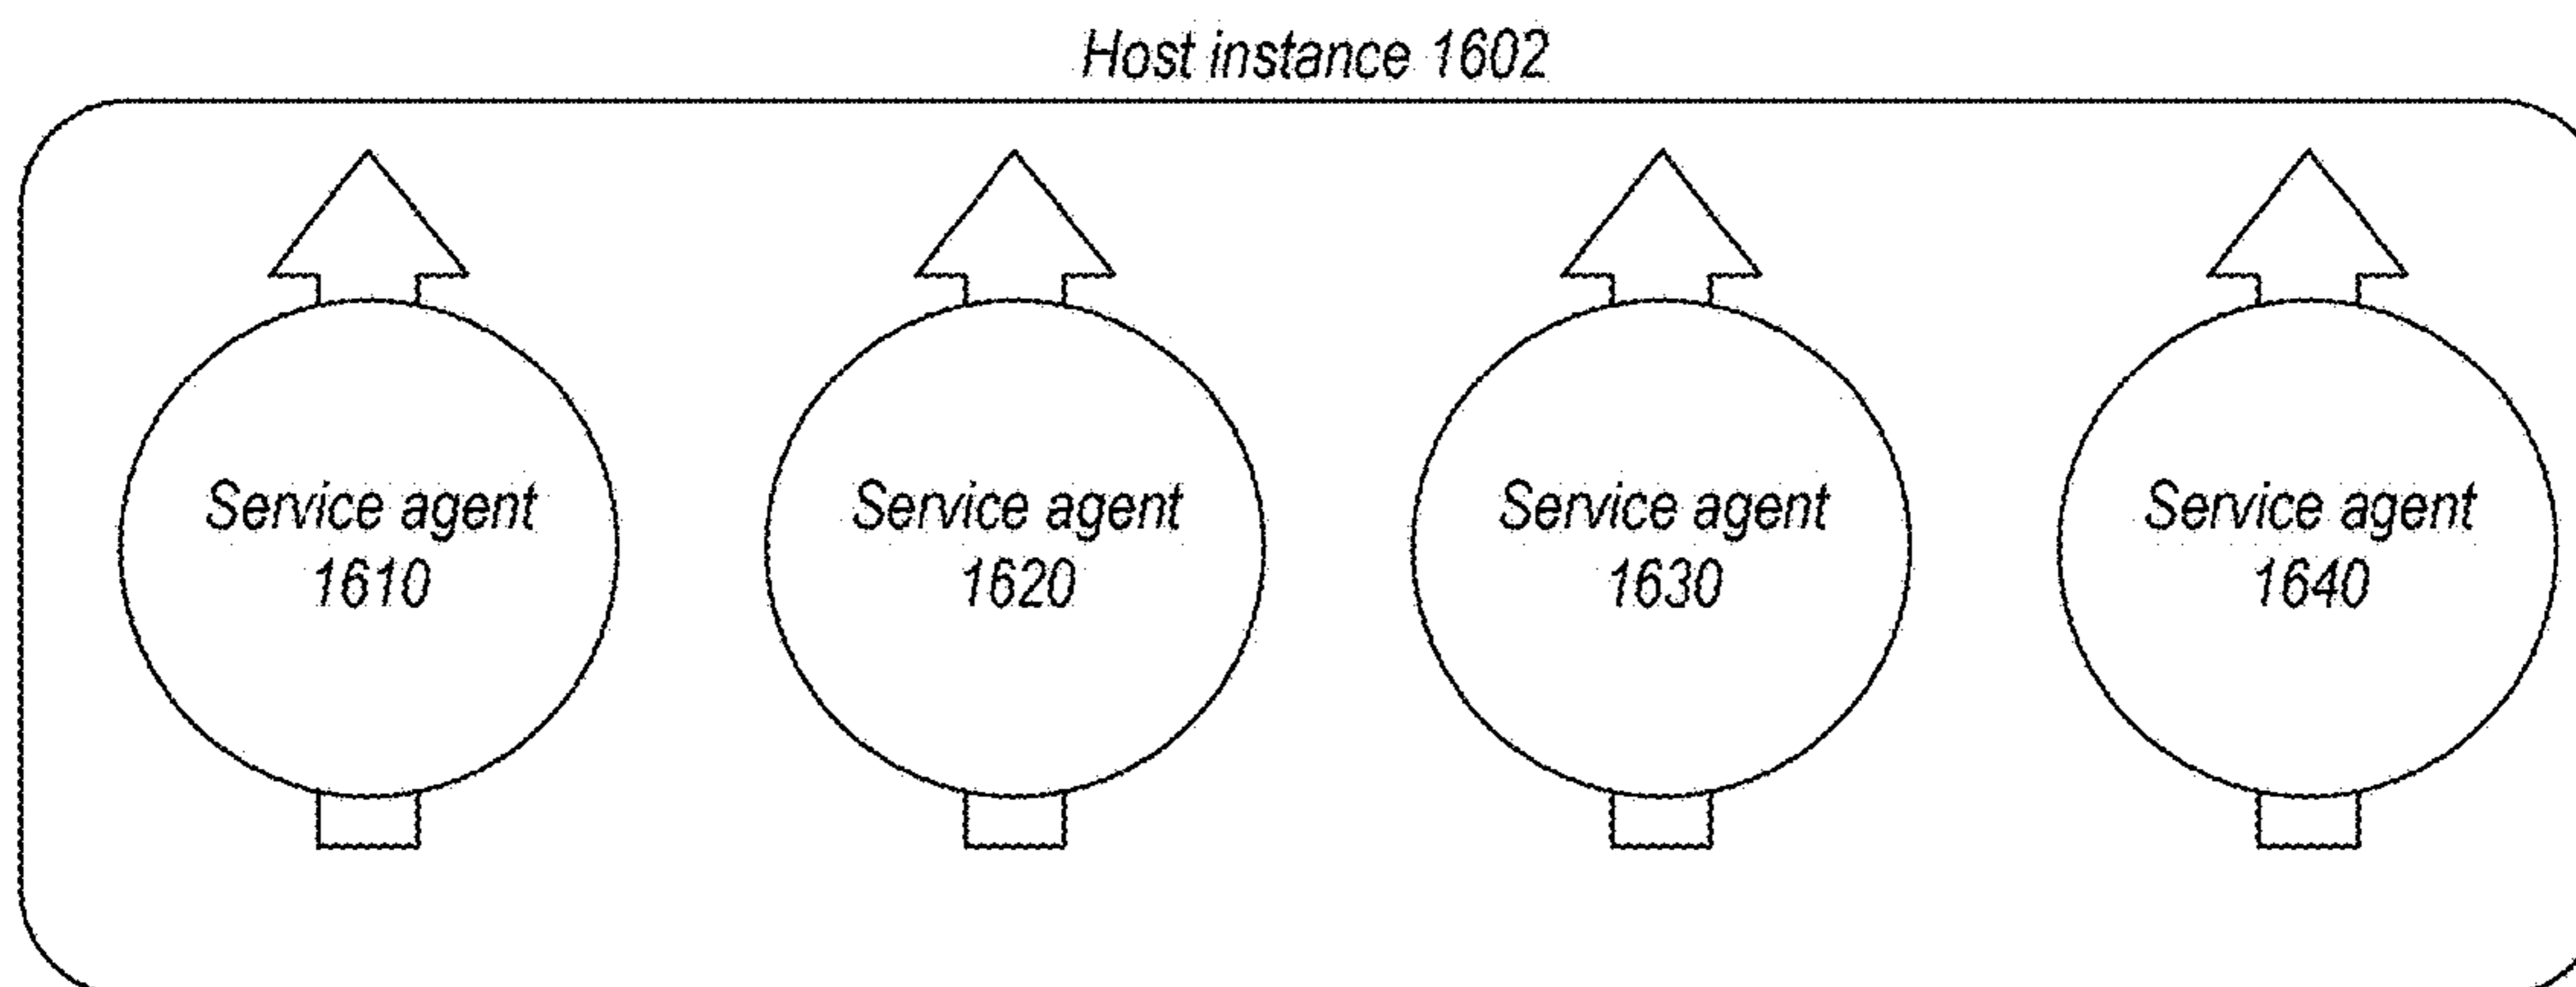 Host instance 1602
Service agent
1610
Service agent
1620
Service agent
1630
Service agent
1640